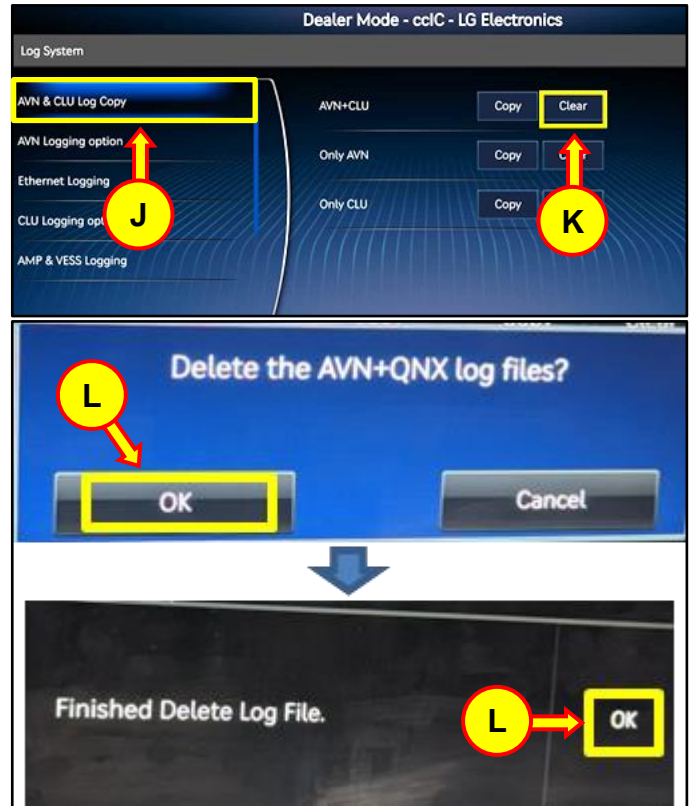 Dealer Mode - ccIC - LG Electronics
Log System
AVN & CLU Log Copy
AVN+CLU Copy Clear
AVN Logging option
Only AVN Copy
Ethernet Logging
J
Only CLU Copy
K
CLU Logging
AMP & VESS Logging
Delete the AVN+QNX log files?
L
OK Cancel
Finished Delete Log File.
L
OK